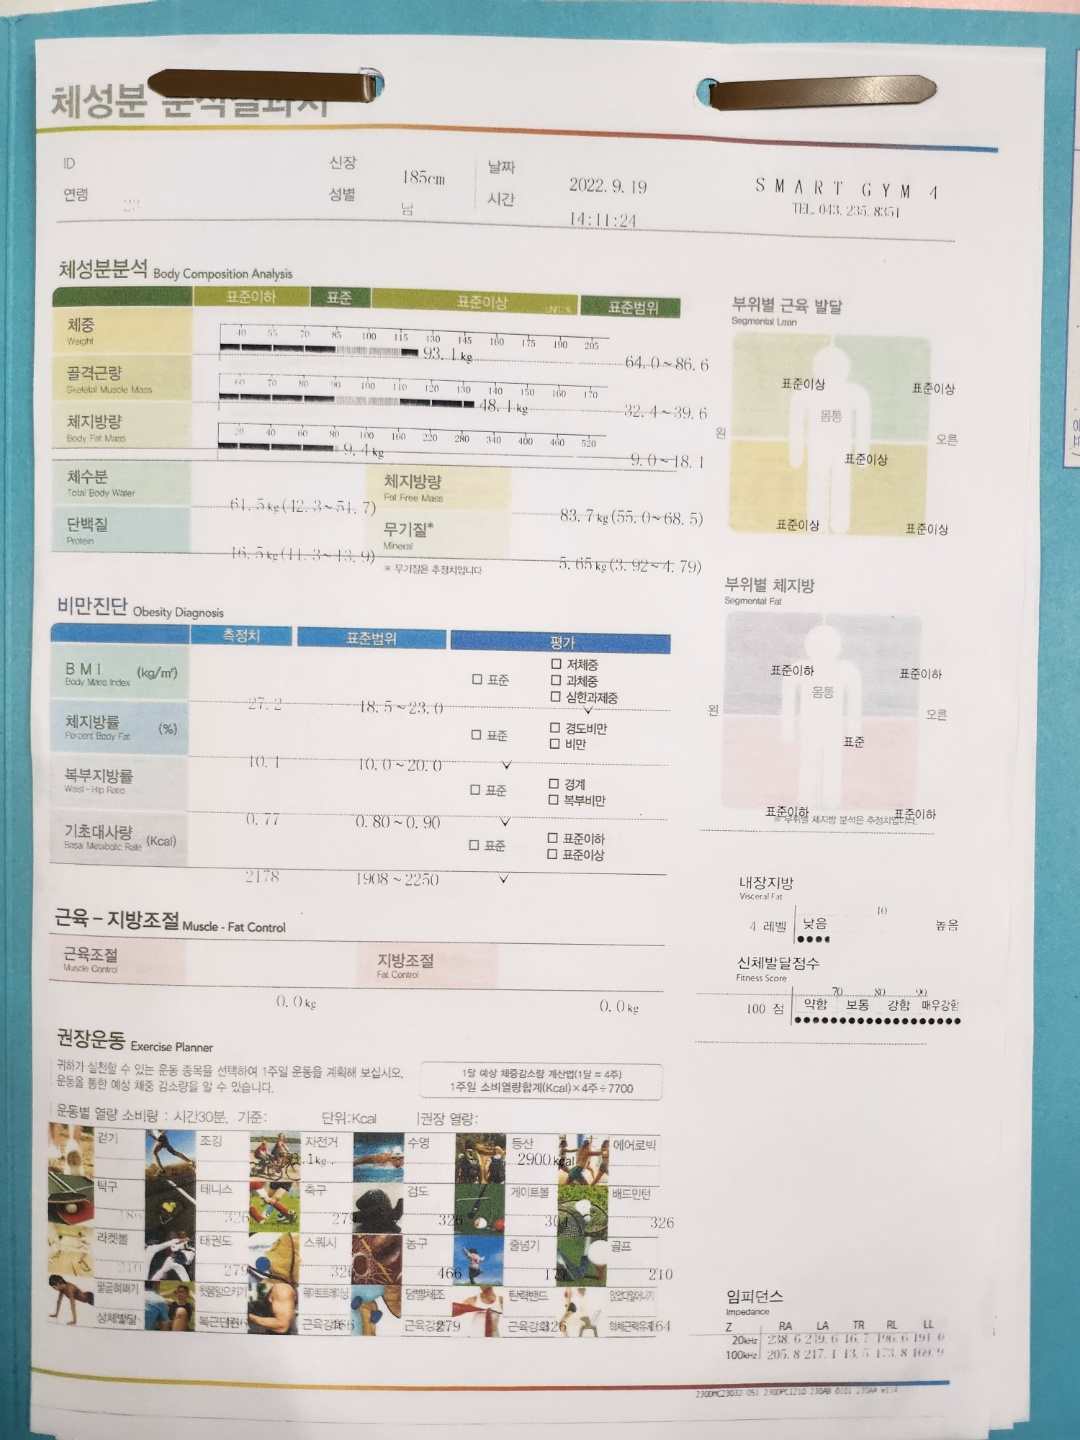 체성분 분석결과지
ID 신장 185cm 날짜 2022. 9. 19 SMART GYM 4
연령 성별 남 시간 14:11:24 TEL. 043. 235. 8351
체성분분석 Body Composition Analysis
표준이하 표준 표준이상 UNIT:% 표준범위
체중 Weight 40 55 70 85 100 115 130 145 160 175 190 205
93.1kg 64.0~86.6
골격근량 Skeletal Muscle Mass 60 70 80 90 100 110 120 130 140 150 160 170
48.1kg 32.4~39.6
체지방량 Body Fat Mass 20 40 60 80 100 160 220 280 340 400 460 520
9.4kg 9.0~18.1
체수분 Total Body Water 61.5kg(42.3~51.7)
체지방량 Fat Free Mass 83.7kg(55.0~68.5)
단백질 Protein 16.5kg(11.3~13.9)
무기질* Mineral 5.65kg(3.92~4.79)
※ 무기질은 추정치입니다
부위별 근육 발달
Segmental Lean
표준이상 표준이상
몸통
왼 오른
표준이상
표준이상 표준이상
비만진단 Obesity Diagnosis
측정치 표준범위 평가
BMI (kg/m²) Body Mass Index 27.2 18.5~23.0 □ 표준 □ 저체중 □ 과체중 □ 심한과체중
체지방률 (%) Percent Body Fat 10.1 10.0~20.0 □ 표준 □ 경도비만 □ 비만
복부지방률 Waist-Hip Ratio 0.77 0.80~0.90 □ 표준 □ 경계 □ 복부비만
기초대사량 (Kcal) Basal Metabolic Rate 2178 1908~2250 □ 표준 □ 표준이하 □ 표준이상
부위별 체지방
Segmental Fat
표준이하 표준이하
몸통
왼 오른
표준
표준이하 표준이하
※ 부위별 체지방 분석은 추정치입니다.
내장지방
Visceral Fat
10
4 레벨 낮음 높음
신체발달점수
Fitness Score
70 80 90
100 점 약함 보통 강함 매우강함
근육-지방조절 Muscle - Fat Control
근육조절 Muscle Control 0.0kg
지방조절 Fat Control 0.0kg
권장운동 Exercise Planner
귀하가 실천할 수 있는 운동 종목을 선택하여 1주일 운동을 계획해 보십시오.
운동을 통한 예상 체중 감소량을 알 수 있습니다.
1달 예상 체중감소량 계산법(1달 = 4주)
1주일 소비열량합계(Kcal)×4주÷7700
운동별 열량 소비량 : 시간30분, 기준: 단위:Kcal 권장 열량:
걷기 조깅 자전거 수영 등산 에어로빅
1kg 2900kcal
탁구 테니스 축구 검도 게이트볼 배드민턴
326 279 326 301 326
라켓볼 태권도 스쿼시 농구 줄넘기 골프
210 279 326 466 177 210
팔굽혀펴기 윗몸일으키기 웨이트트레이닝 덤벨체조 탄력밴드 앉았다일어나기
상체발달 근육강화 279 근육강화 326 하체근력유지 164
임피던스
Impedance
Z RA LA TR RL LL
20kHz 238.6 249.6 16.7 196.6 191.0
100kHz 205.8 217.1 13.5 173.8 169.9